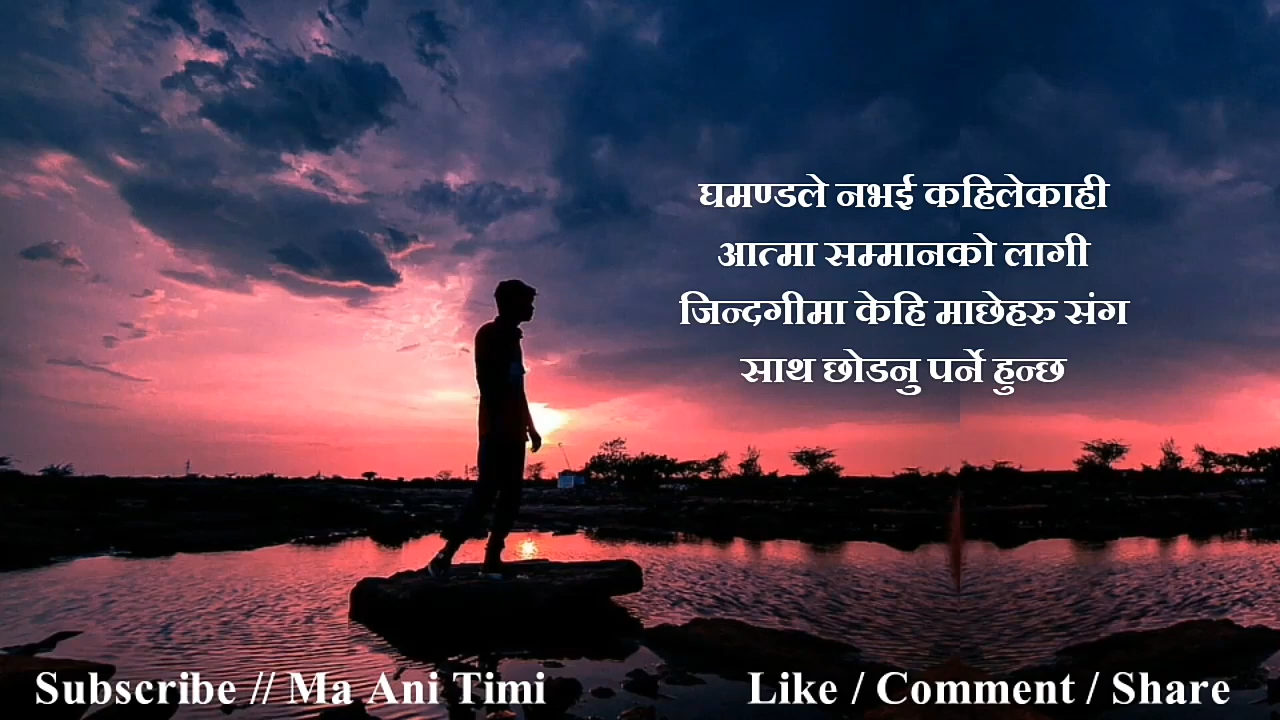 घमण्डले नभई कहिलेकाही
आत्मा सम्मानको लागी
जिन्दगीमा केहि माछेहरु संग
साथ छोडनु पर्ने हुन्छ
Subscribe // Ma Ani Timi
Like / Comment / Share